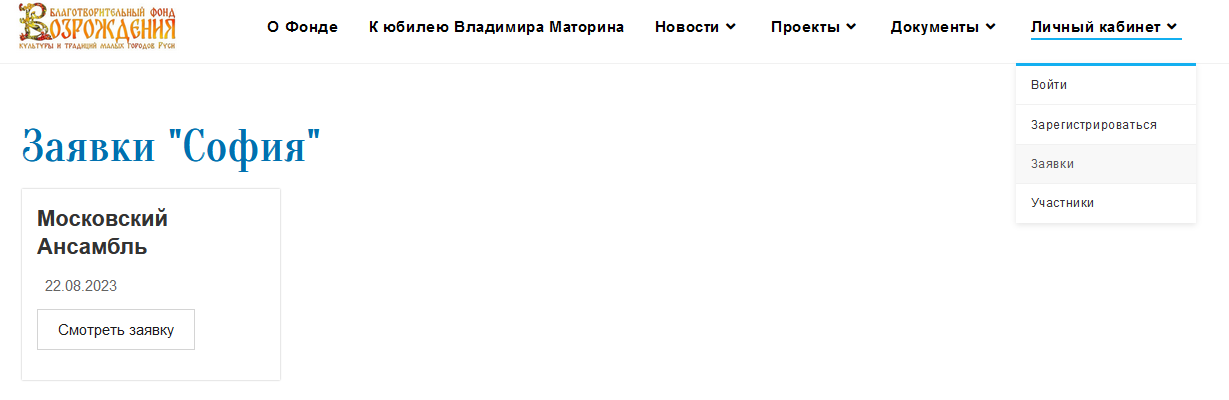 Благотворительный фонд
Возрождения
культуры и традиций малых городов Руси
О Фонде
К юбилею Владимира Маторина
Новости
Проекты
Документы
Личный кабинет
Войти
Зарегистрироваться
Заявки
Участники
Заявки "София"
Московский
Ансамбль
22.08.2023
Смотреть заявку